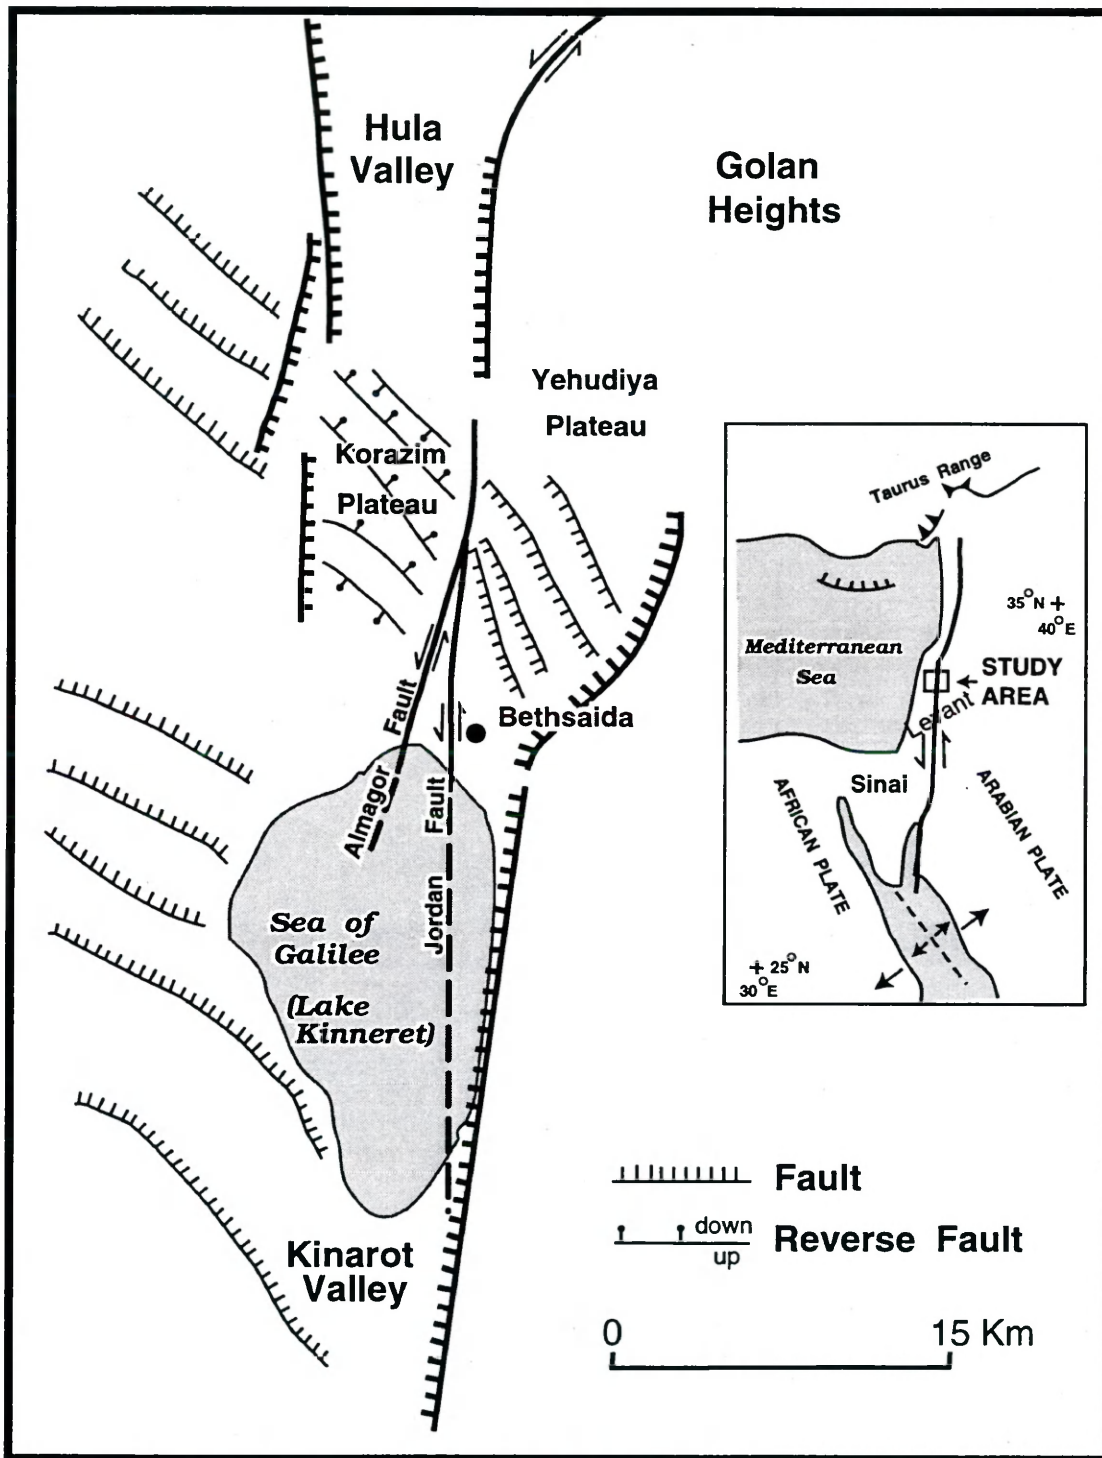 Hula
Valley
Golan
Heights
Yehudiya
Plateau
Korazim
Plateau
Bethsaida
Almagor Fault
Jordan Fault
Sea of
Galilee
(Lake
Kinneret)
Kinarot
Valley
Taurus Range
35°N +
40°E
Mediterranean
Sea
STUDY
AREA
Levant
Sinai
AFRICAN PLATE
ARABIAN PLATE
+ 25°N
30°E
Fault
down
up
Reverse Fault
0 15 Km